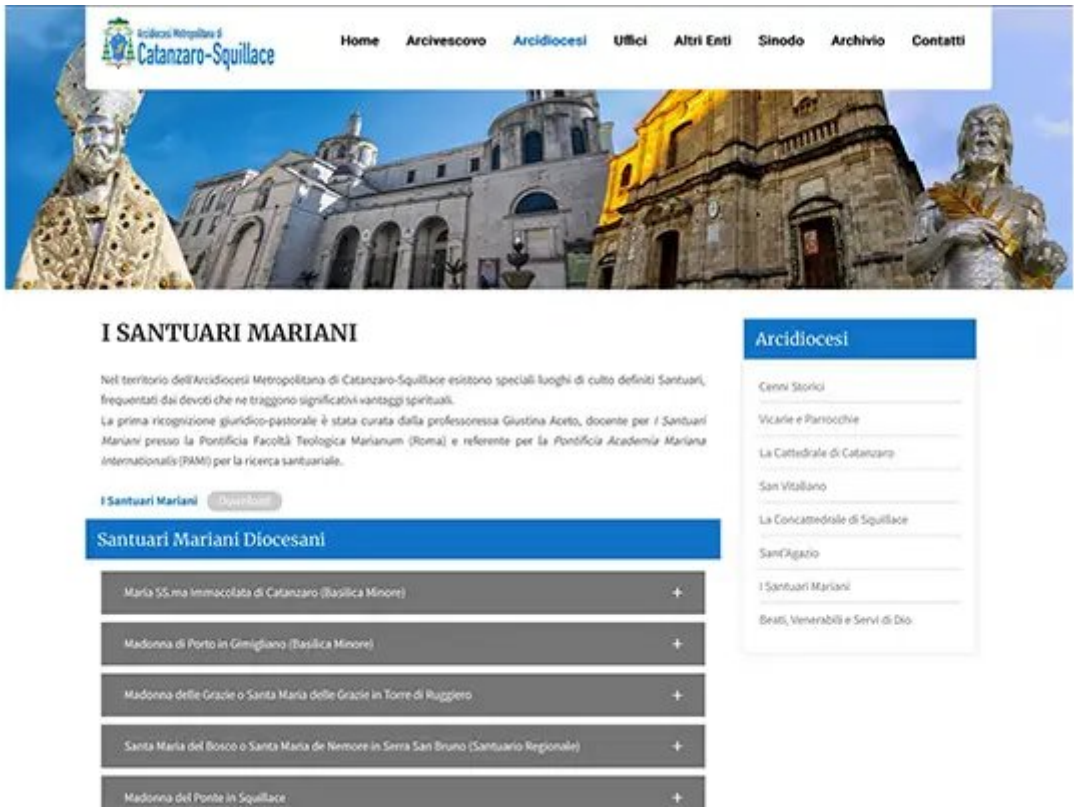 Arcidiocesi Metropolitana di
Catanzaro-Squillace
Home Arcivescovo Arcidiocesi Uffici Altri Enti Sinodo Archivio Contatti
I SANTUARI MARIANI
Nel territorio dell'Arcidiocesi Metropolitana di Catanzaro-Squillace esistono speciali luoghi di culto definiti Santuari,
frequentati dai devoti che ne traggono significativi vantaggi spirituali.
La prima ricognizione giuridico-pastorale è stata curata dalla professoressa Giustina Aceto, docente per I Santuari
Mariani presso la Pontificia Facoltà Teologica Marianum (Roma) e referente per la Pontificia Academia Mariana
Internationalis (PAMI) per la ricerca santuariale.
I Santuari Mariani Download
Santuari Mariani Diocesani
Maria SS.ma Immacolata di Catanzaro (Basilica Minore) +
Madonna di Porto in Gimigliano (Basilica Minore) +
Madonna delle Grazie o Santa Maria delle Grazie in Torre di Ruggiero +
Santa Maria del Bosco o Santa Maria de Nemore in Serra San Bruno (Santuario Regionale) +
Madonna del Ponte in Squillace +
Arcidiocesi
Cenni Storici
Vicarie e Parrocchie
La Cattedrale di Catanzaro
San Vitaliano
La Concattedrale di Squillace
Sant'Agazio
I Santuari Mariani
Beati, Venerabili e Servi di Dio